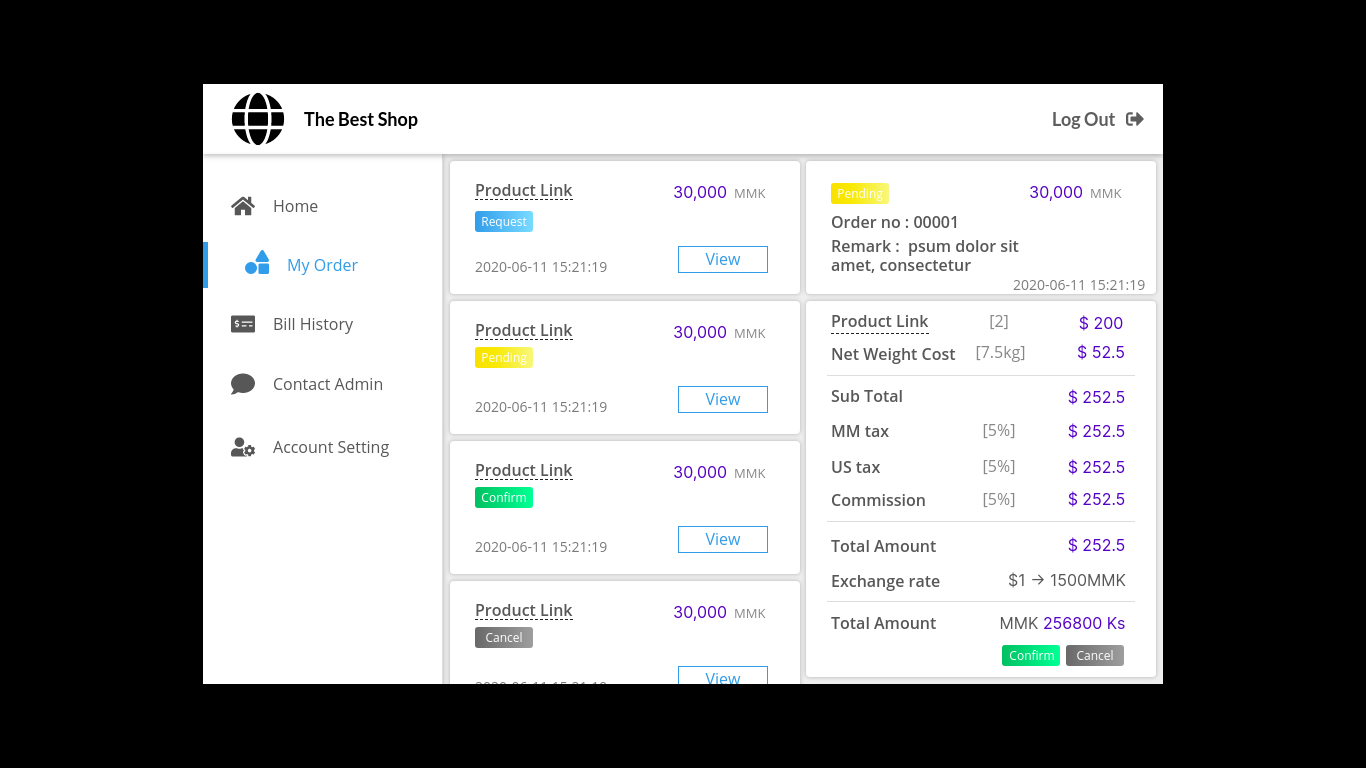 The Best Shop
Log Out
Home
My Order
Bill History
Contact Admin
Account Setting
Product Link 30,000 MMK
Request
2020-06-11 15:21:19 View
Product Link 30,000 MMK
Pending
2020-06-11 15:21:19 View
Product Link 30,000 MMK
Confirm
2020-06-11 15:21:19 View
Product Link 30,000 MMK
Cancel
2020-06-11 15:21:19 View
Pending 30,000 MMK
Order no : 00001
Remark : psum dolor sit
amet, consectetur
2020-06-11 15:21:19
Product Link [2] $ 200
Net Weight Cost [7.5kg] $ 52.5
Sub Total $ 252.5
MM tax [5%] $ 252.5
US tax [5%] $ 252.5
Commission [5%] $ 252.5
Total Amount $ 252.5
Exchange rate $1 → 1500MMK
Total Amount MMK 256800 Ks
Confirm Cancel